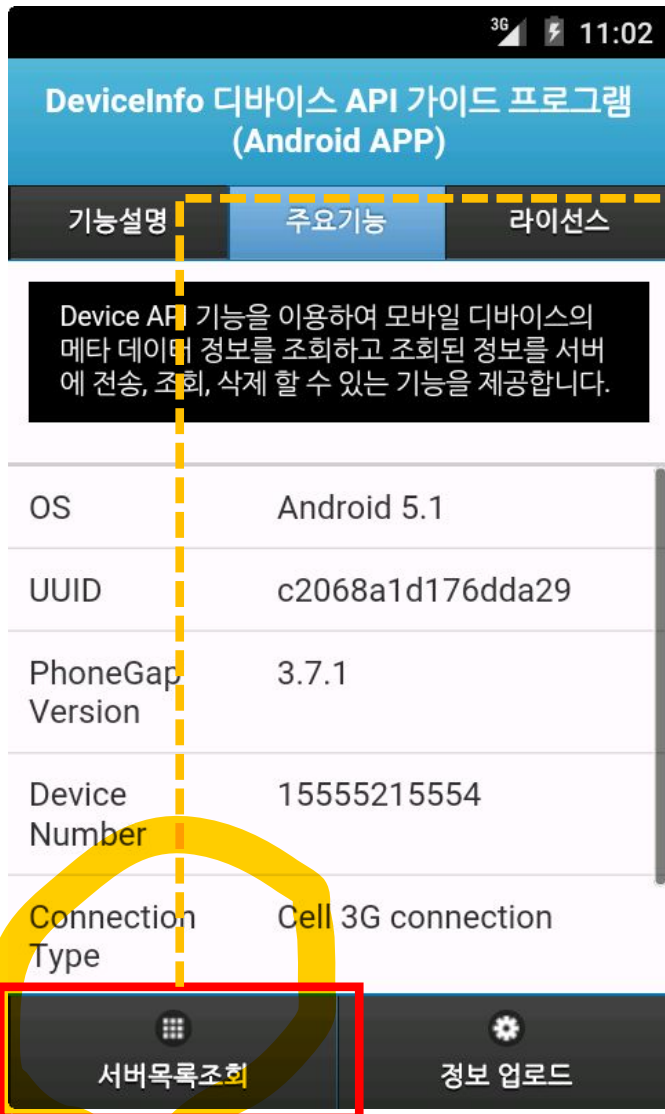 3G 11:02
DeviceInfo 디바이스 API 가이드 프로그램
(Android APP)
기능설명 주요기능 라이선스
Device API 기능을 이용하여 모바일 디바이스의
메타 데이터 정보를 조회하고 조회된 정보를 서버
에 전송, 조회, 삭제 할 수 있는 기능을 제공합니다.
OS Android 5.1
UUID c2068a1d176dda29
PhoneGap 3.7.1
Version
Device 15555215554
Number
Connection Cell 3G connection
Type
서버목록조회 정보 업로드